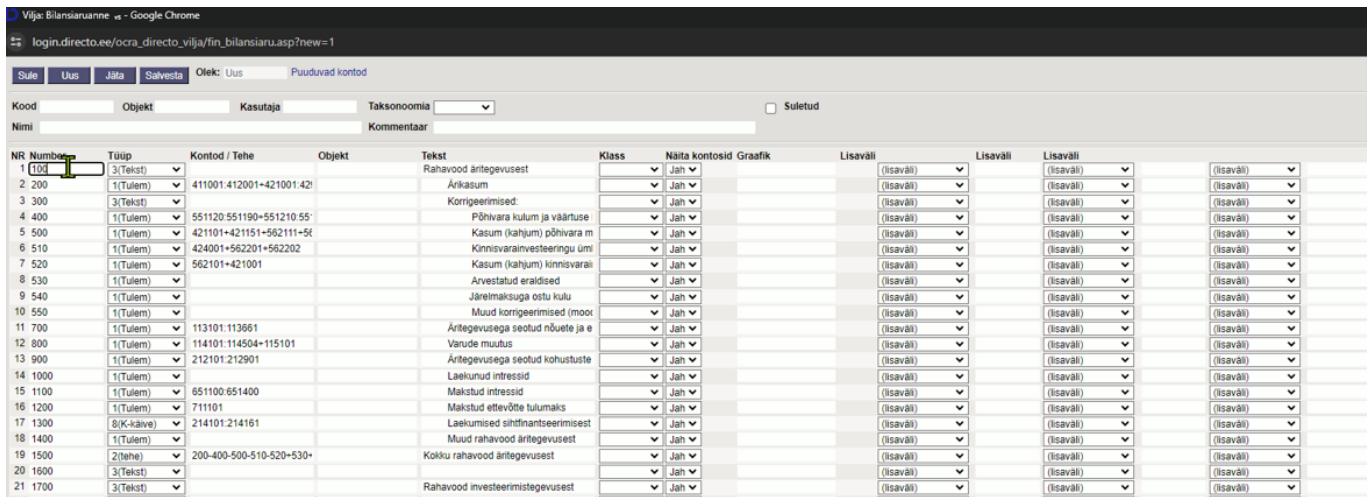 Vilja: Bilansiaruanne vs - Google Chrome
login.directo.ee/ocra_directo_vilja/fin_bilansiaru.asp?new=1
Sule Uus Jäta Salvesta Olek: Uus Puuduvad kontod
Kood Objekt Kasutaja Taksonoomia Suletud
Nimi Kommentaar
NR Number Tüüp Kontod / Tehe Objekt Tekst Klass Näita kontosid Graafik Lisaväli Lisaväli Lisaväli
1 100 3(Tekst) Rahavood äritegevusest Jah (lisaväli) (lisaväli) (lisaväli)
2 200 1(Tulem) 411001:412001+421001:42 Ärikasum Jah (lisaväli) (lisaväli) (lisaväli)
3 300 3(Tekst) Korrigeerimised: Jah (lisaväli) (lisaväli) (lisaväli)
4 400 1(Tulem) 551120:551190+551210:55 Põhivara kulum ja väärtuse Jah (lisaväli) (lisaväli) (lisaväli)
5 500 1(Tulem) 421101+421151+562111+56 Kasum (kahjum) põhivara m Jah (lisaväli) (lisaväli) (lisaväli)
6 510 1(Tulem) 424001+562201+562202 Kinnisvarainvesteeringu üml Jah (lisaväli) (lisaväli) (lisaväli)
7 520 1(Tulem) 562101+421001 Kasum (kahjum) kinnisvarai Jah (lisaväli) (lisaväli) (lisaväli)
8 530 1(Tulem) Arvestatud eraldised Jah (lisaväli) (lisaväli) (lisaväli)
9 540 1(Tulem) Järelmaksuga ostu kulu Jah (lisaväli) (lisaväli) (lisaväli)
10 550 1(Tulem) Muud korrigeerimised (mood Jah (lisaväli) (lisaväli) (lisaväli)
11 700 1(Tulem) 113101:113661 Äritegevusega seotud nõuete ja e Jah (lisaväli) (lisaväli) (lisaväli)
12 800 1(Tulem) 114101:114504+115101 Varude muutus Jah (lisaväli) (lisaväli) (lisaväli)
13 900 1(Tulem) 212101:212901 Äritegevusega seotud kohustuste Jah (lisaväli) (lisaväli) (lisaväli)
14 1000 1(Tulem) Laekunud intressid Jah (lisaväli) (lisaväli) (lisaväli)
15 1100 1(Tulem) 651100:651400 Makstud intressid Jah (lisaväli) (lisaväli) (lisaväli)
16 1200 1(Tulem) 711101 Makstud ettevõtte tulumaks Jah (lisaväli) (lisaväli) (lisaväli)
17 1300 8(K-käive) 214101:214161 Laekumised sihtfinantseerimisest Jah (lisaväli) (lisaväli) (lisaväli)
18 1400 1(Tulem) Muud rahavood äritegevusest Jah (lisaväli) (lisaväli) (lisaväli)
19 1500 2(tehe) 200-400-500-510-520+530+ Kokku rahavood äritegevusest Jah (lisaväli) (lisaväli) (lisaväli)
20 1600 3(Tekst) Jah (lisaväli) (lisaväli) (lisaväli)
21 1700 3(Tekst) Rahavood investeerimistegevusest Jah (lisaväli) (lisaväli) (lisaväli)